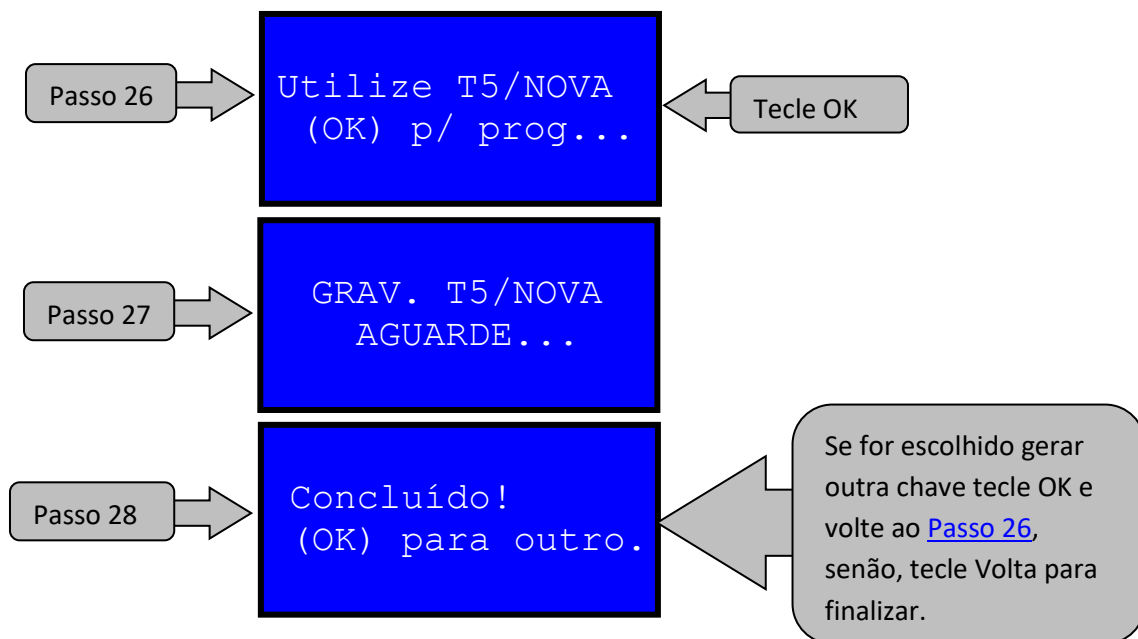 Passo 26
Utilize T5/NOVA
(OK) p/ prog...
Tecle OK
Passo 27
GRAV. T5/NOVA
AGUARDE...
Passo 28
Concluído!
(OK) para outro.
Se for escolhido gerar
outra chave tecle OK e
volte ao Passo 26,
senão, tecle Volta para
finalizar.